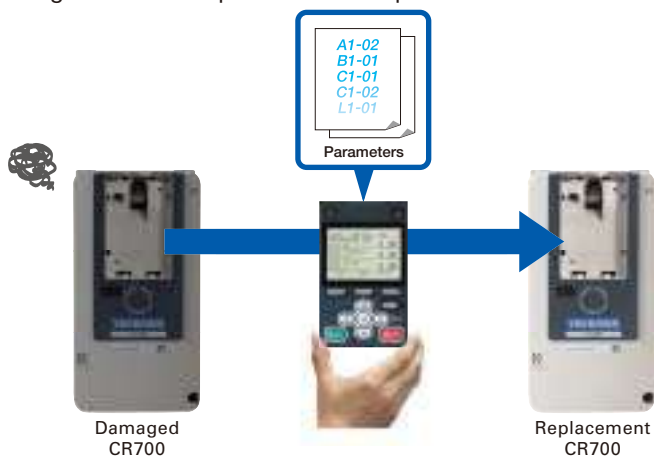 A1-02
B1-01
C1-01
C1-02
L1-01
Parameters
Damaged
CR700
Replacement
CR700